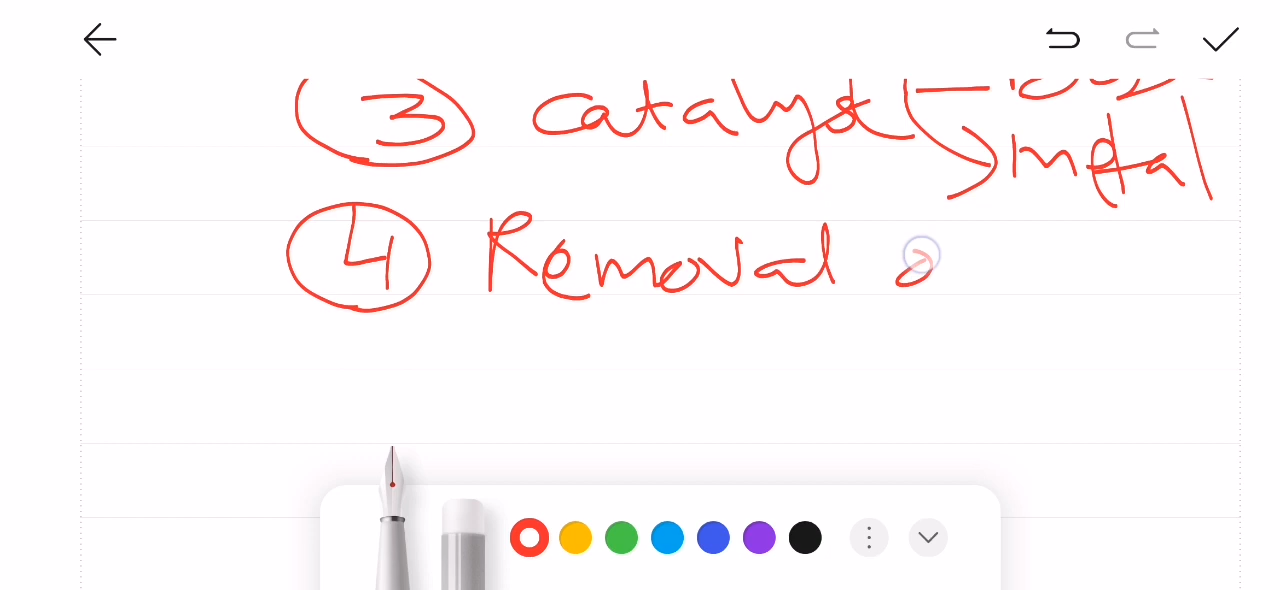 ③ catalyst
metal
④ Removal o